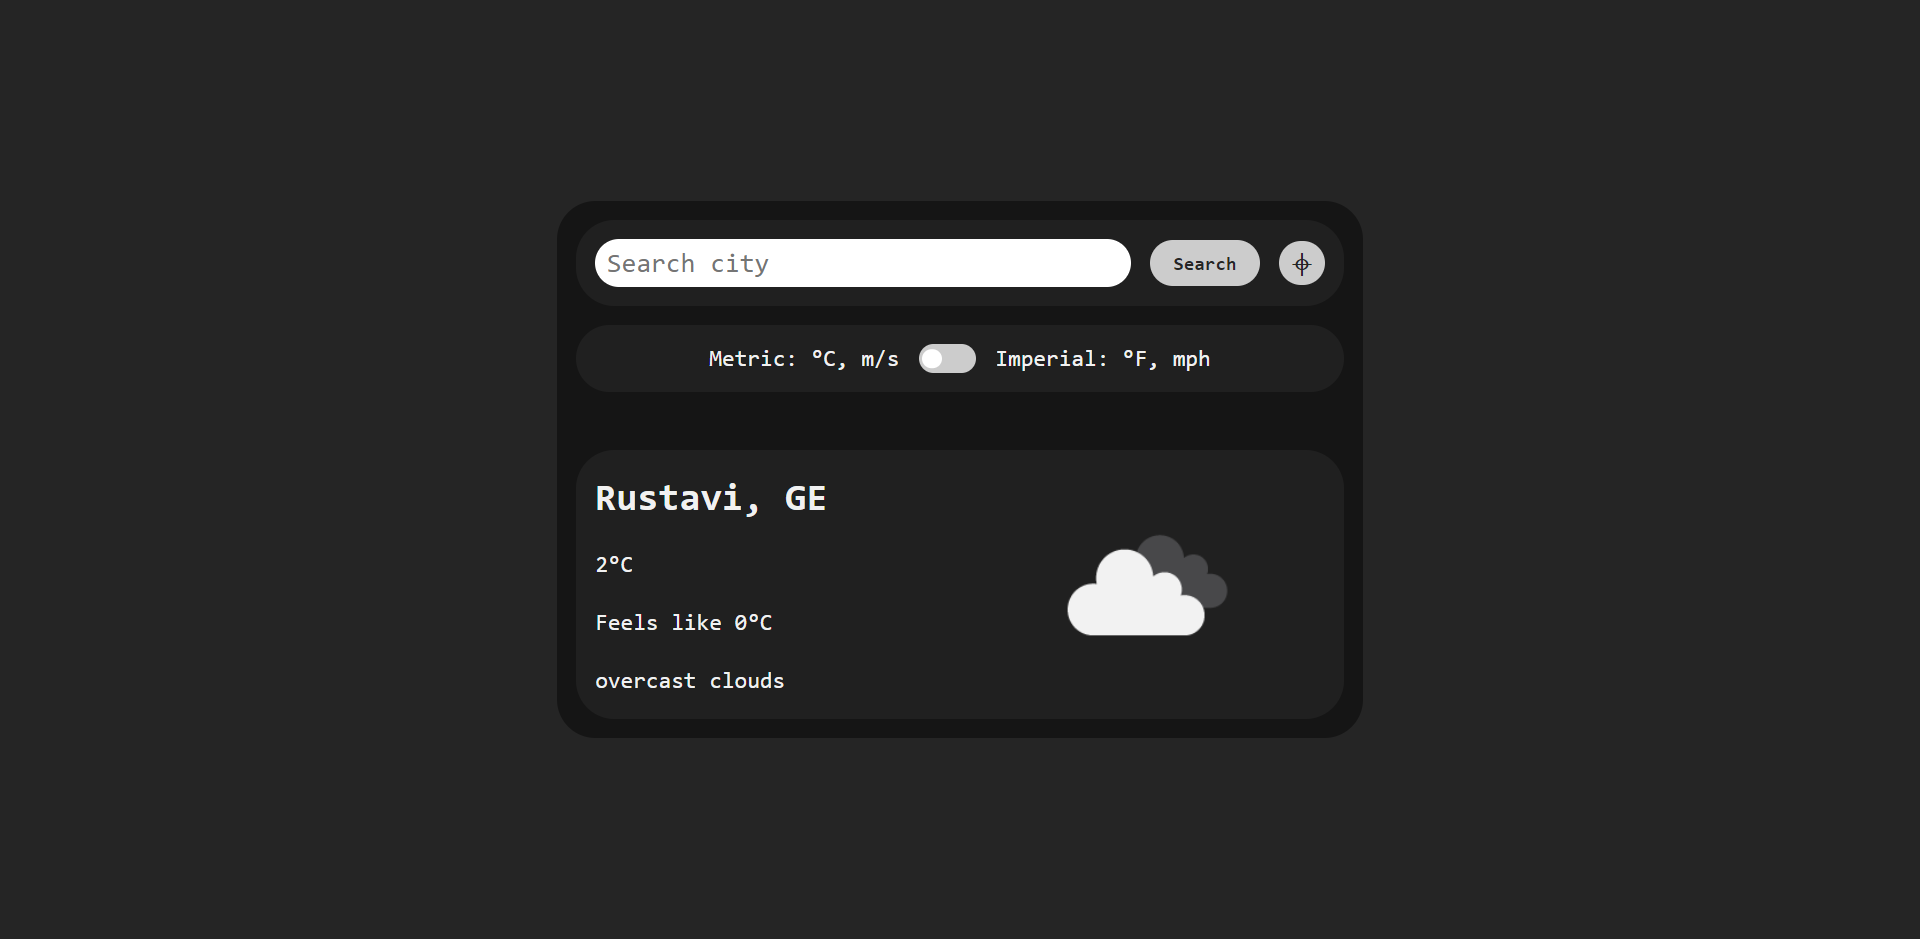 Search city
Search
Metric: °C, m/s
Imperial: °F, mph
Rustavi, GE
2°C
Feels like 0°C
overcast clouds